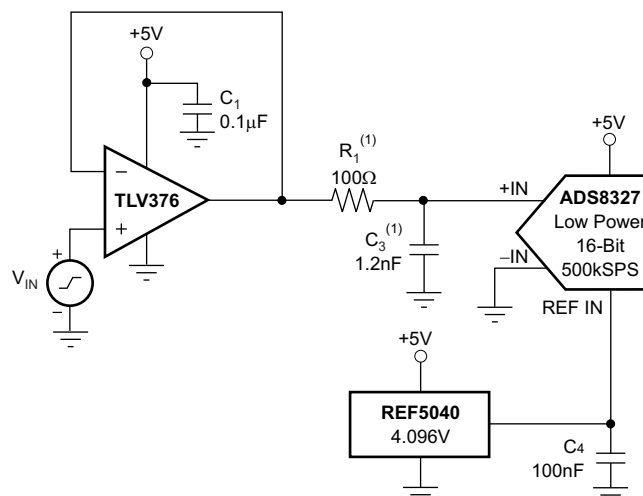 +5V
C1
0.1μF
−
TLV376
+
+
VIN
−
R1(1)
100Ω
C3(1)
1.2nF
+5V
+IN
ADS8327
Low Power
16-Bit
500kSPS
−IN
REF IN
+5V
REF5040
4.096V
C4
100nF